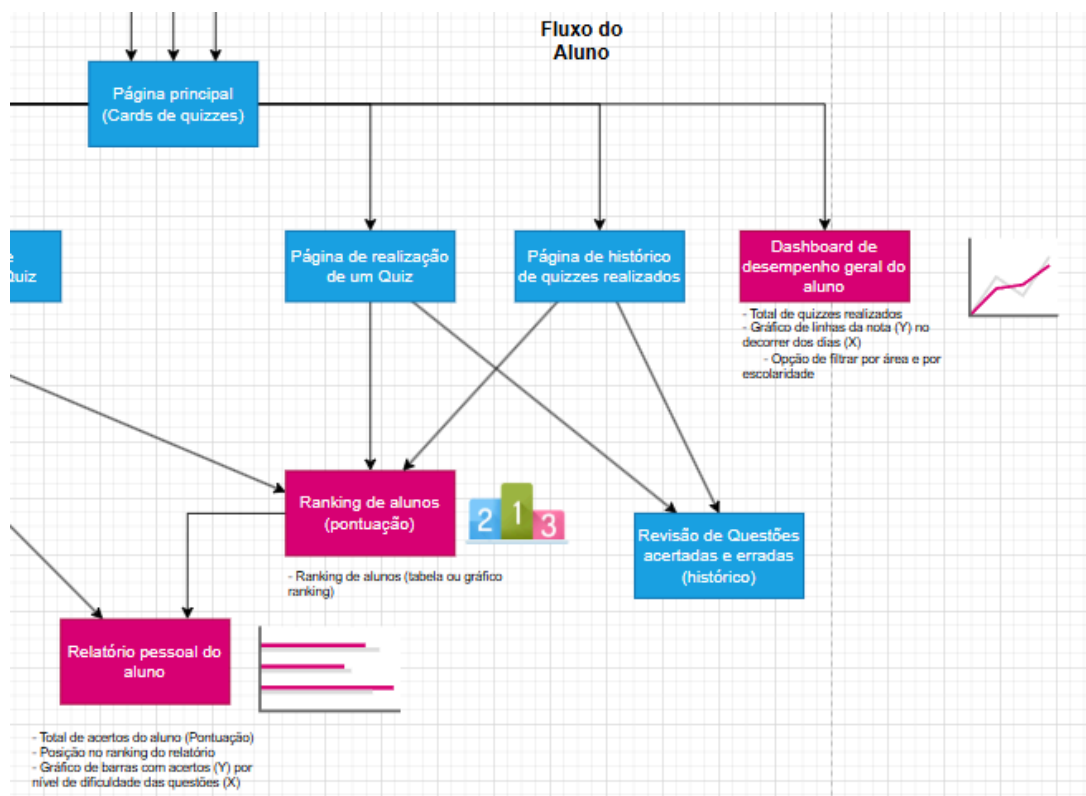 Fluxo do
Aluno
Página principal
(Cards de quizzes)
e
Quiz
Página de realização
de um Quiz
Página de histórico
de quizzes realizados
Dashboard de
desempenho geral do
aluno
- Total de quizzes realizados
- Gráfico de linhas da nota (Y) no
decorrer dos dias (X)
- Opção de filtrar por área e por
escolaridade
Ranking de alunos
(pontuação)
2 1 3
- Ranking de alunos (tabela ou gráfico
ranking)
Revisão de Questões
acertadas e erradas
(histórico)
Relatório pessoal do
aluno
- Total de acertos do aluno (Pontuação)
- Posição no ranking do relatório
- Gráfico de barras com acertos (Y) por
nível de dificuldade das questões (X)